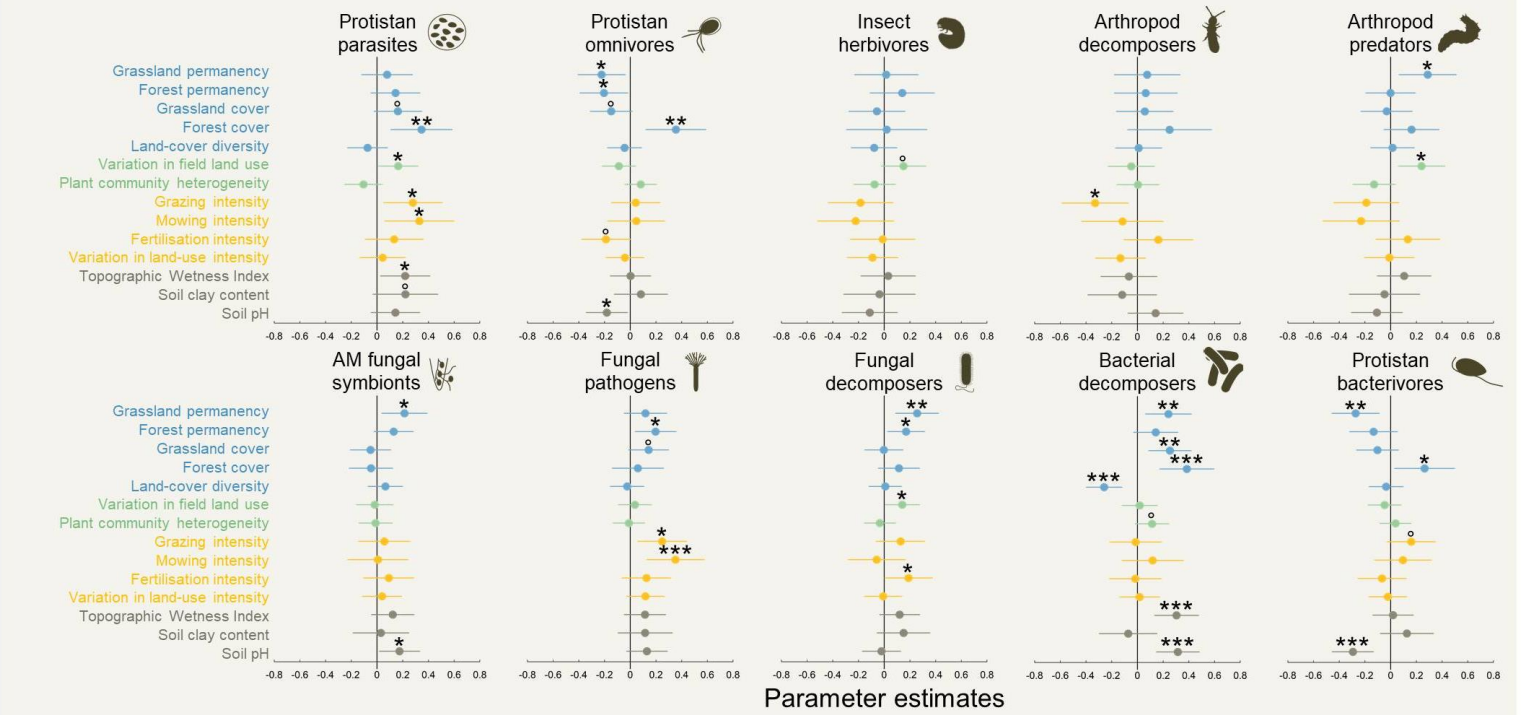 Protistan parasites
Protistan omnivores
Insect herbivores
Arthropod decomposers
Arthropod predators
Grassland permanency
Forest permanency
Grassland cover
Forest cover
Land-cover diversity
Variation in field land use
Plant community heterogeneity
Grazing intensity
Mowing intensity
Fertilisation intensity
Variation in land-use intensity
Topographic Wetness Index
Soil clay content
Soil pH
* * ° ** ° **
* * * * ° * °
* * ° *
-0.8 -0.6 -0.4 -0.2 0 0.2 0.4 0.6 0.8
-0.8 -0.6 -0.4 -0.2 0 0.2 0.4 0.6 0.8
-0.8 -0.6 -0.4 -0.2 0 0.2 0.4 0.6 0.8
-0.8 -0.6 -0.4 -0.2 0 0.2 0.4 0.6 0.8
-0.8 -0.6 -0.4 -0.2 0 0.2 0.4 0.6 0.8
AM fungal symbionts
Fungal pathogens
Fungal decomposers
Bacterial decomposers
Protistan bacterivores
Grassland permanency
Forest permanency
Grassland cover
Forest cover
Land-cover diversity
Variation in field land use
Plant community heterogeneity
Grazing intensity
Mowing intensity
Fertilisation intensity
Variation in land-use intensity
Topographic Wetness Index
Soil clay content
Soil pH
-0.8 -0.6 -0.4 -0.2 0 0.2 0.4 0.6 0.8
-0.8 -0.6 -0.4 -0.2 0 0.2 0.4 0.6 0.8
-0.8 -0.6 -0.4 -0.2 0 0.2 0.4 0.6 0.8
-0.8 -0.6 -0.4 -0.2 0 0.2 0.4 0.6 0.8
-0.8 -0.6 -0.4 -0.2 0 0.2 0.4 0.6 0.8
Parameter estimates